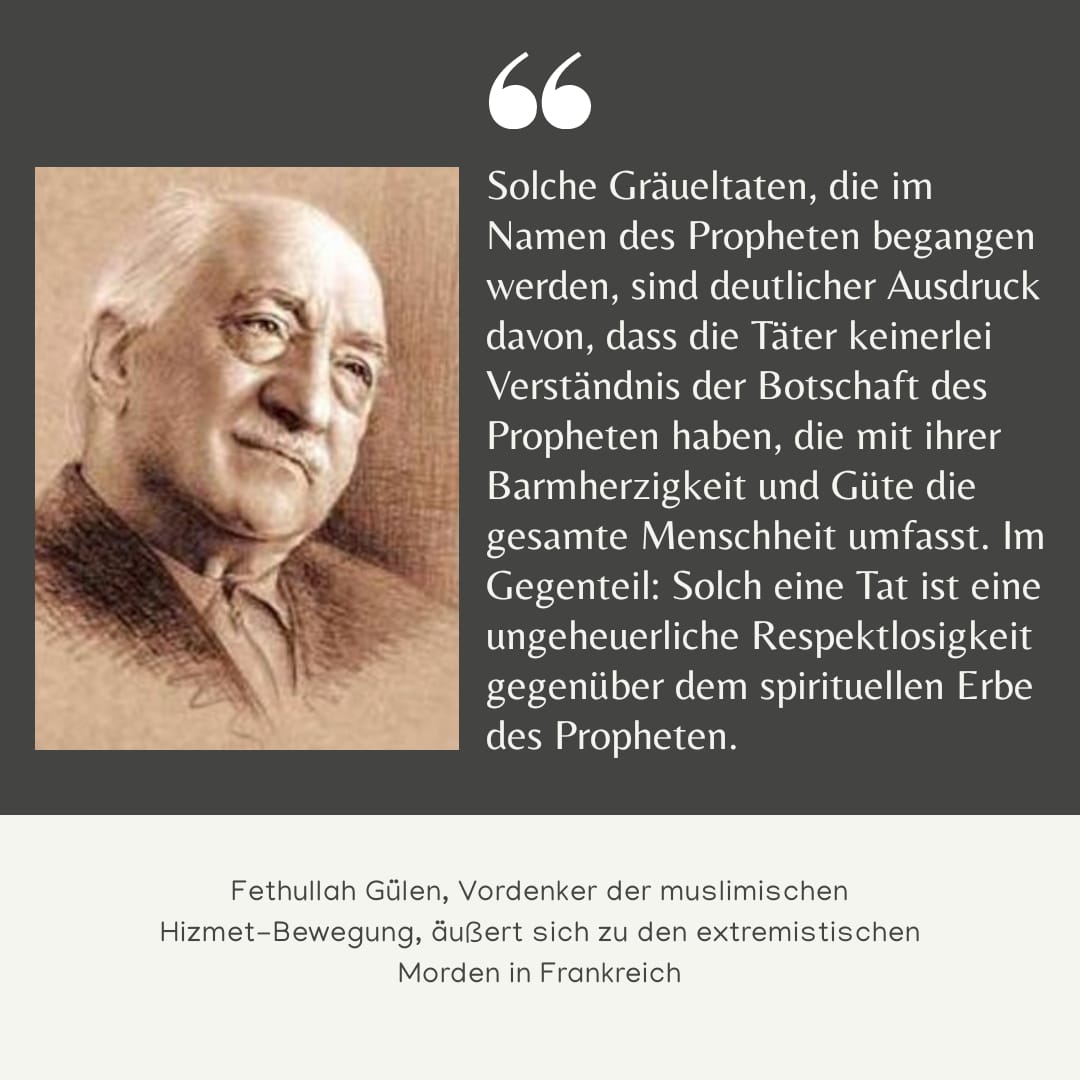 “
Solche Gräueltaten, die im
Namen des Propheten begangen
werden, sind deutlicher Ausdruck
davon, dass die Täter keinerlei
Verständnis der Botschaft des
Propheten haben, die mit ihrer
Barmherzigkeit und Güte die
gesamte Menschheit umfasst. Im
Gegenteil: Solch eine Tat ist eine
ungeheuerliche Respektlosigkeit
gegenüber dem spirituellen Erbe
des Propheten.
Fethullah Gülen, Vordenker der muslimischen
Hizmet-Bewegung, äußert sich zu den extremistischen
Morden in Frankreich